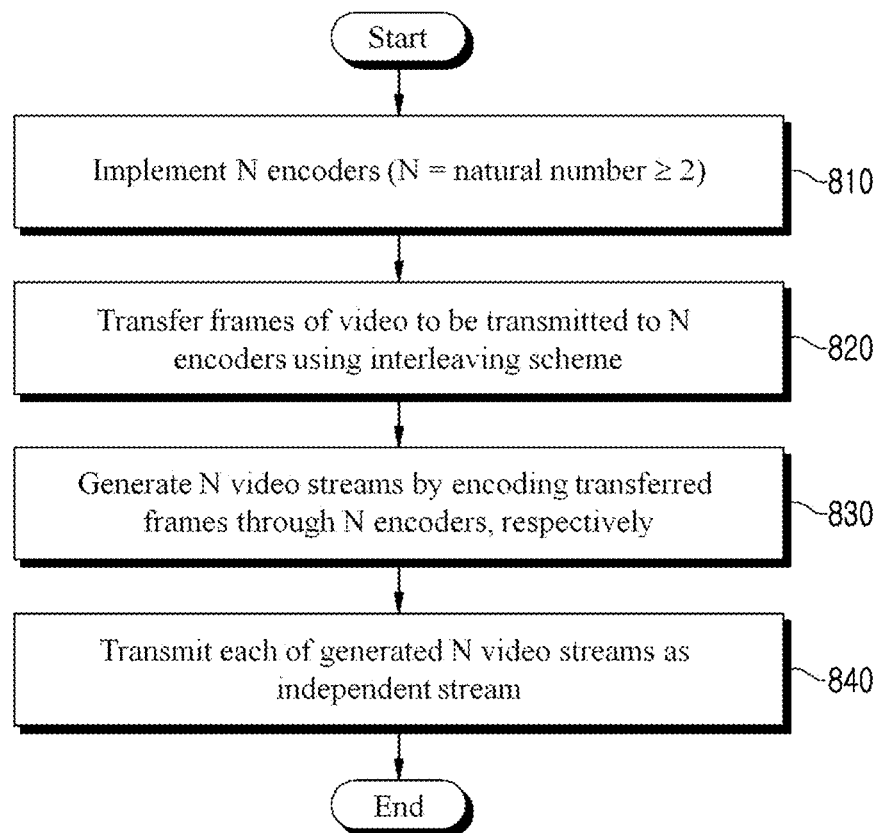 Start
Implement N encoders (N = natural number ≥ 2)
810
Transfer frames of video to be transmitted to N
encoders using interleaving scheme
820
Generate N video streams by encoding transferred
frames through N encoders, respectively
830
Transmit each of generated N video streams as
independent stream
840
End